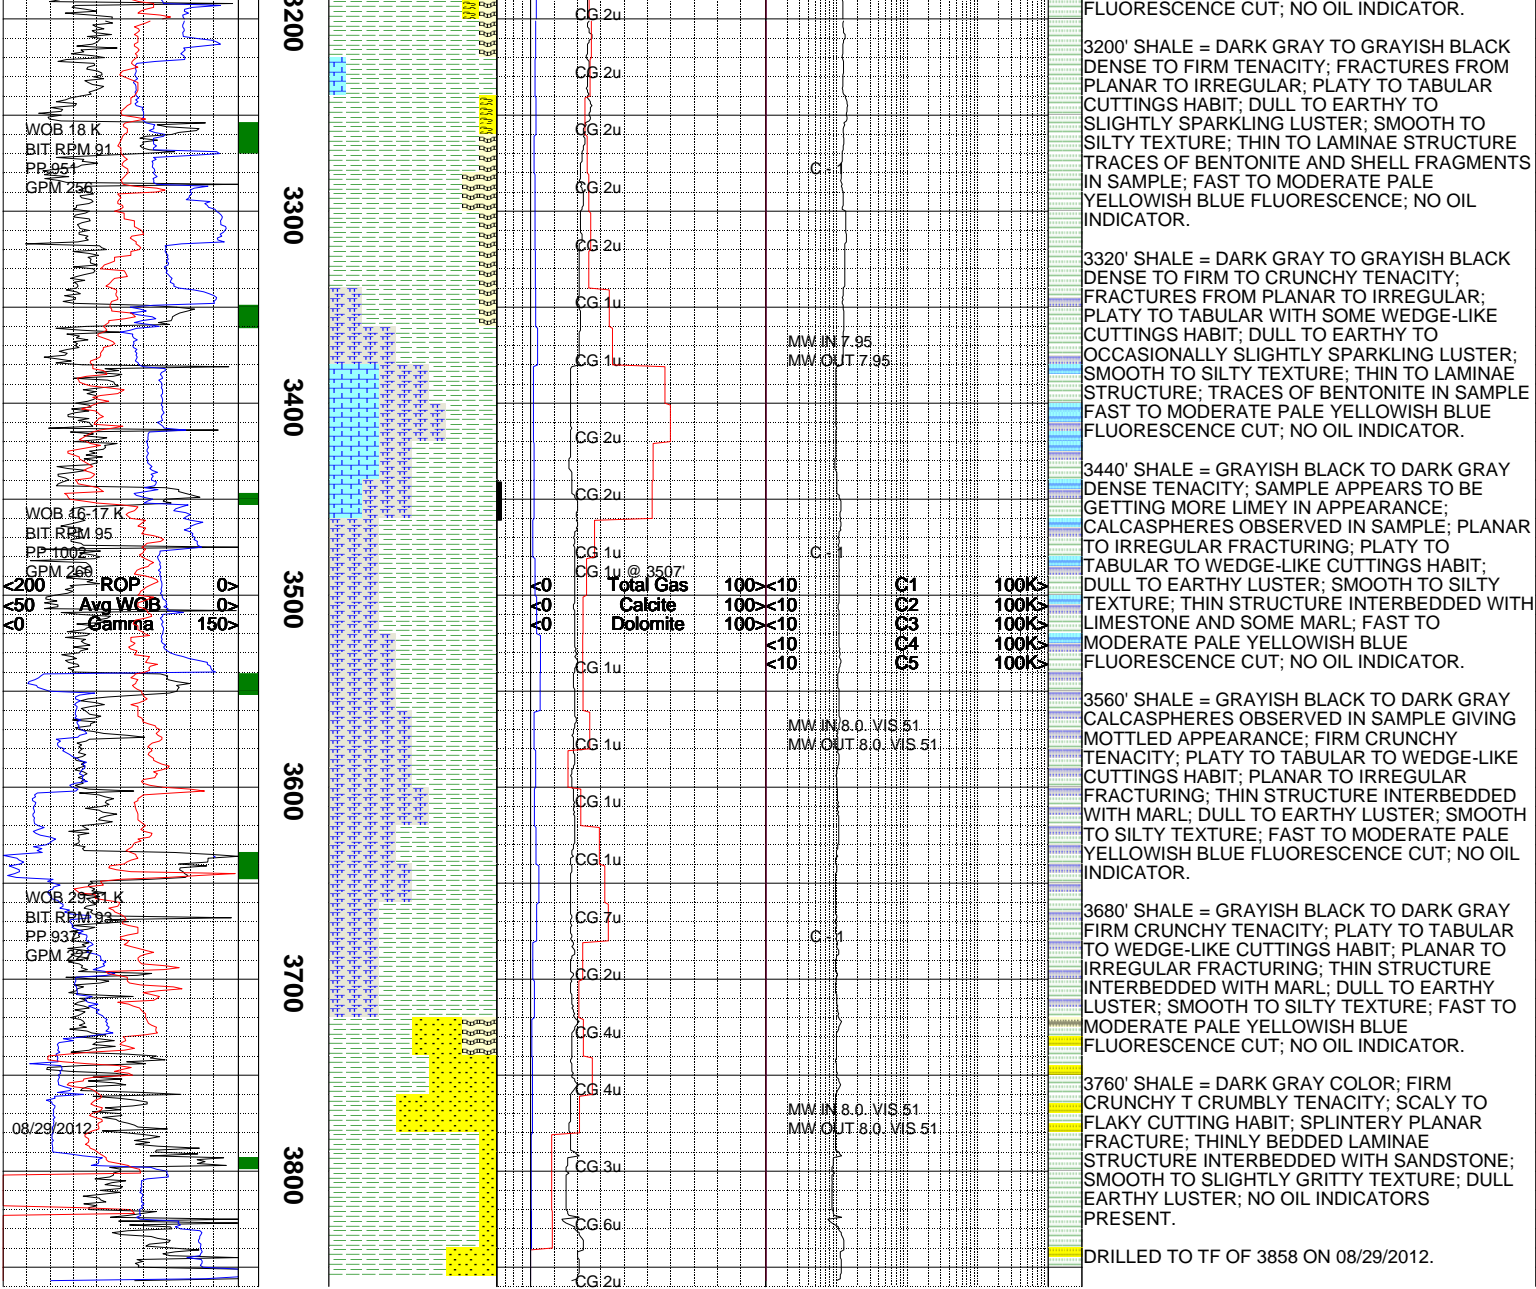 WOB 18 K
BIT RPM 91
PP 951
GPM 256
WOB 16-17 K
BIT RPM 95
PP 1002
GPM 260
<200 ROP 0>
<50 Avg WOB 0>
<0 Gamma 150>
WOB 29-31 K
BIT RPM 93
PP 937
GPM 227
08/29/2012
3200
3300
3400
3500
3600
3700
3800
CG 2u
CG 2u
CG 2u
CG 2u
CG 2u
CG 1u
CG 1u
CG 2u
CG 2u
CG 1u
CG 1u @ 3507'
<0 Total Gas 100>
<0 Calcite 100>
<0 Dolomite 100>
CG 1u
CG 1u
CG 1u
CG 1u
CG 7u
CG 2u
CG 4u
CG 4u
CG 3u
CG 6u
CG 2u
C - 1
MW IN 7.95
MW OUT 7.95
C - 1
<10 C1 100K>
<10 C2 100K>
<10 C3 100K>
<10 C4 100K>
<10 C5 100K>
MW IN 8.0. VIS 51
MW OUT 8.0. VIS 51
C - 1
MW IN 8.0. VIS 51
MW OUT 8.0. VIS 51
FLUORESCENCE CUT; NO OIL INDICATOR.
3200' SHALE = DARK GRAY TO GRAYISH BLACK
DENSE TO FIRM TENACITY; FRACTURES FROM
PLANAR TO IRREGULAR; PLATY TO TABULAR
CUTTINGS HABIT; DULL TO EARTHY TO
SLIGHTLY SPARKLING LUSTER; SMOOTH TO
SILTY TEXTURE; THIN TO LAMINAE STRUCTURE
TRACES OF BENTONITE AND SHELL FRAGMENTS
IN SAMPLE; FAST TO MODERATE PALE
YELLOWISH BLUE FLUORESCENCE; NO OIL
INDICATOR.
3320' SHALE = DARK GRAY TO GRAYISH BLACK
DENSE TO FIRM TO CRUNCHY TENACITY;
FRACTURES FROM PLANAR TO IRREGULAR;
PLATY TO TABULAR WITH SOME WEDGE-LIKE
CUTTINGS HABIT; DULL TO EARTHY TO
OCCASIONALLY SLIGHTLY SPARKLING LUSTER;
SMOOTH TO SILTY TEXTURE; THIN TO LAMINAE
STRUCTURE; TRACES OF BENTONITE IN SAMPLE
FAST TO MODERATE PALE YELLOWISH BLUE
FLUORESCENCE CUT; NO OIL INDICATOR.
3440' SHALE = GRAYISH BLACK TO DARK GRAY
DENSE TENACITY; SAMPLE APPEARS TO BE
GETTING MORE LIMEY IN APPEARANCE;
CALCASPHERES OBSERVED IN SAMPLE; PLANAR
TO IRREGULAR FRACTURING; PLATY TO
TABULAR TO WEDGE-LIKE CUTTINGS HABIT;
DULL TO EARTHY LUSTER; SMOOTH TO SILTY
TEXTURE; THIN STRUCTURE INTERBEDDED WITH
LIMESTONE AND SOME MARL; FAST TO
MODERATE PALE YELLOWISH BLUE
FLUORESCENCE CUT; NO OIL INDICATOR.
3560' SHALE = GRAYISH BLACK TO DARK GRAY
CALCASPHERES OBSERVED IN SAMPLE GIVING
MOTTLED APPEARANCE; FIRM CRUNCHY
TENACITY; PLATY TO TABULAR TO WEDGE-LIKE
CUTTINGS HABIT; PLANAR TO IRREGULAR
FRACTURING; THIN STRUCTURE INTERBEDDED
WITH MARL; DULL TO EARTHY LUSTER; SMOOTH
TO SILTY TEXTURE; FAST TO MODERATE PALE
YELLOWISH BLUE FLUORESCENCE CUT; NO OIL
INDICATOR.
3680' SHALE = GRAYISH BLACK TO DARK GRAY
FIRM CRUNCHY TENACITY; PLATY TO TABULAR
TO WEDGE-LIKE CUTTINGS HABIT; PLANAR TO
IRREGULAR FRACTURING; THIN STRUCTURE
INTERBEDDED WITH MARL; DULL TO EARTHY
LUSTER; SMOOTH TO SILTY TEXTURE; FAST TO
MODERATE PALE YELLOWISH BLUE
FLUORESCENCE CUT; NO OIL INDICATOR.
3760' SHALE = DARK GRAY COLOR; FIRM
CRUNCHY T CRUMBLY TENACITY; SCALY TO
FLAKY CUTTING HABIT; SPLINTERY PLANAR
FRACTURE; THINLY BEDDED LAMINAE
STRUCTURE INTERBEDDED WITH SANDSTONE;
SMOOTH TO SLIGHTLY GRITTY TEXTURE; DULL
EARTHY LUSTER; NO OIL INDICATORS
PRESENT.
DRILLED TO TF OF 3858 ON 08/29/2012.